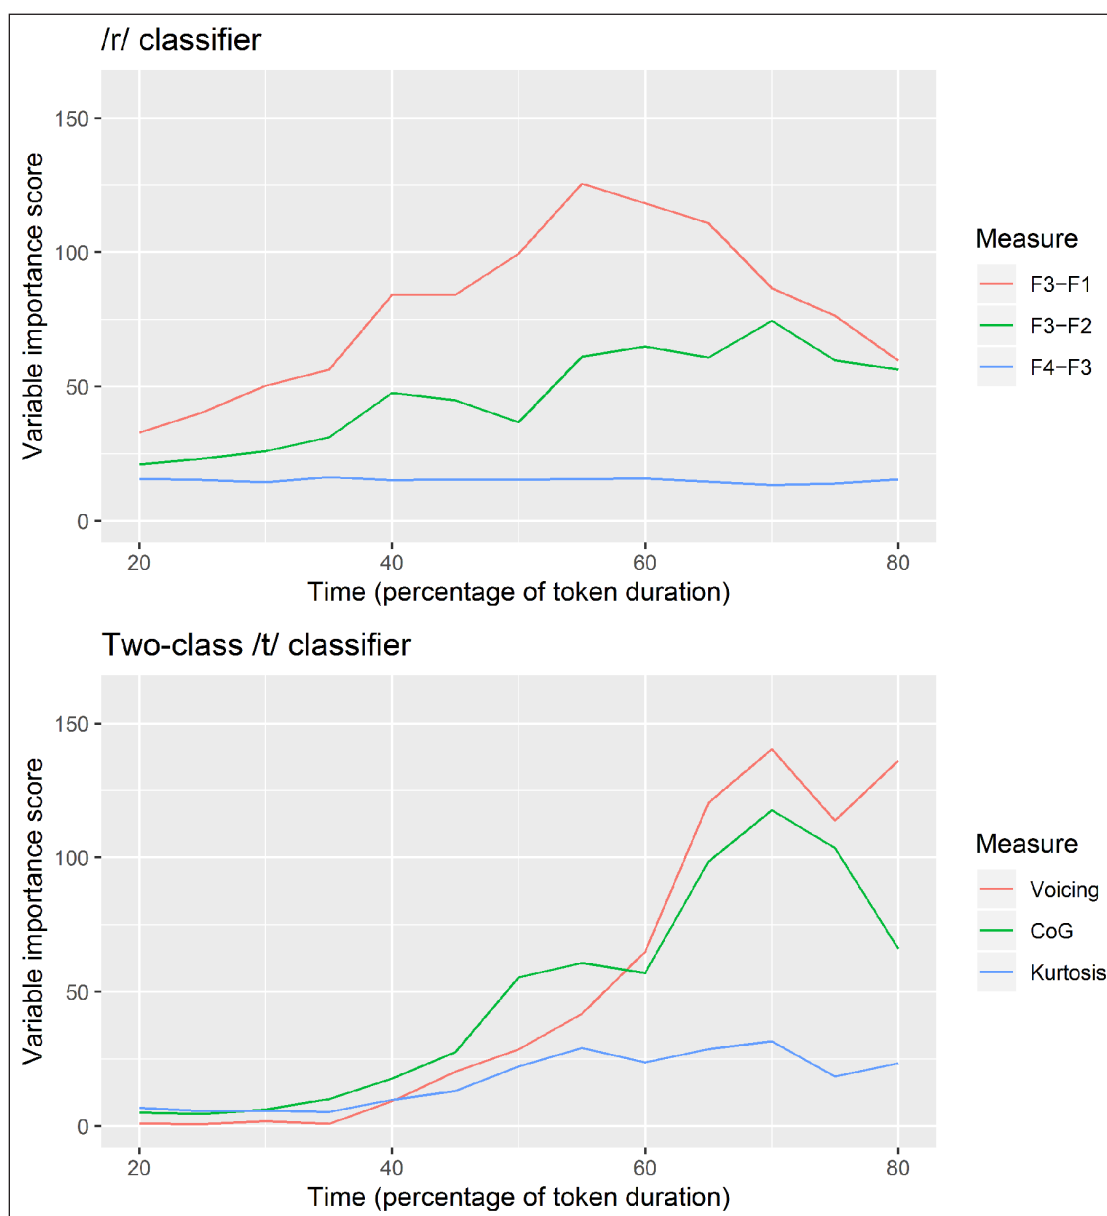 /r/ classifier
Variable importance score
150
100
50
0
20 40 60 80
Time (percentage of token duration)
Measure
F3−F1
F3−F2
F4−F3
Two-class /t/ classifier
Variable importance score
150
100
50
0
20 40 60 80
Time (percentage of token duration)
Measure
Voicing
CoG
Kurtosis